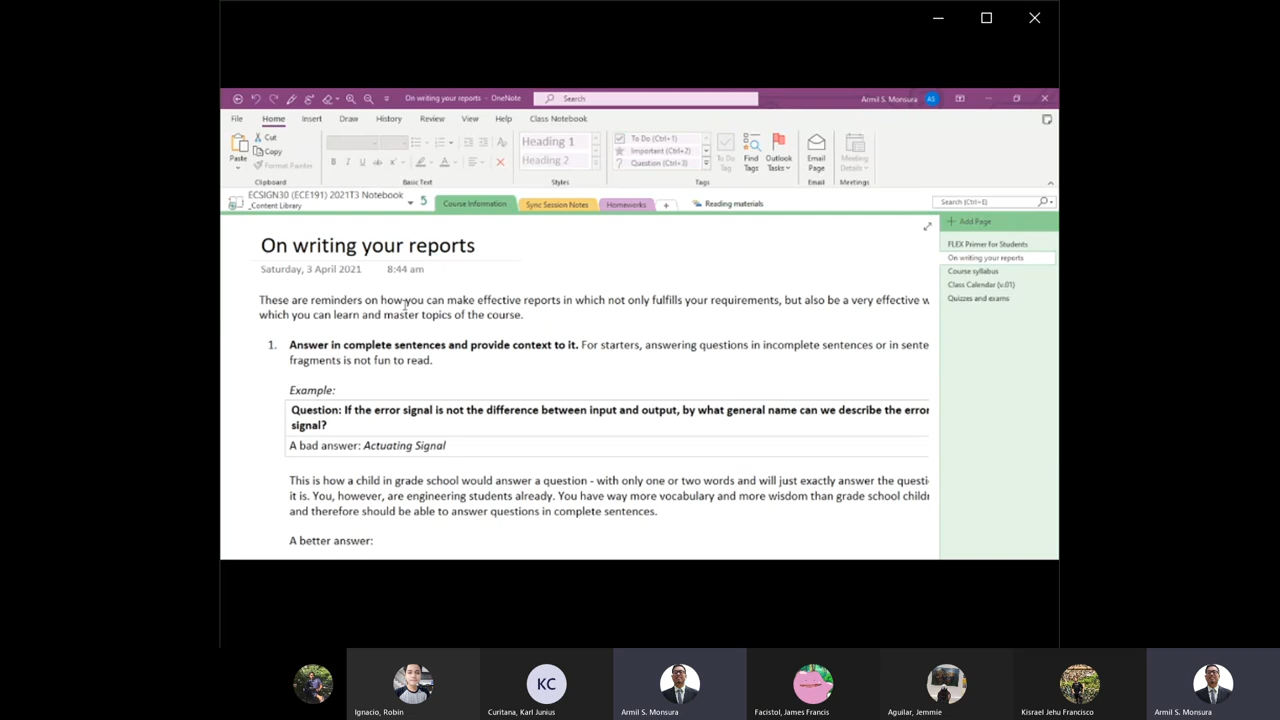 On writing your reports - OneNote
Search
Armil S. Monsura
AS
File Home Insert Draw History Review View Help Class Notebook
Paste
Cut
Copy
Format Painter
Clipboard
Basic Text
Heading 1
Heading 2
Styles
To Do (Ctrl+1)
Important (Ctrl+2)
Question (Ctrl+3)
To Do Tag
Find Tags
Outlook Tasks
Tags
Email Page
Email
Meeting Details
Meetings
ECSIGN30 (ECE191) 2021T3 Notebook
_Content Library
Course Information
Sync Session Notes
Homeworks
+
Reading materials
Search (Ctrl+E)
Add Page
FLEX Primer for Students
On writing your reports
Course syllabus
Class Calendar (v.01)
Quizzes and exams
On writing your reports
Saturday, 3 April 2021 8:44 am
These are reminders on how you can make effective reports in which not only fulfills your requirements, but also be a very effective w
which you can learn and master topics of the course.
1. Answer in complete sentences and provide context to it. For starters, answering questions in incomplete sentences or in sente
fragments is not fun to read.
Example:
Question: If the error signal is not the difference between input and output, by what general name can we describe the error
signal?
A bad answer: Actuating Signal
This is how a child in grade school would answer a question - with only one or two words and will just exactly answer the questi
it is. You, however, are engineering students already. You have way more vocabulary and more wisdom than grade school childr
and therefore should be able to answer questions in complete sentences.
A better answer:
KC
Ignacio, Robin
Curitana, Karl Junius
Armil S. Monsura
Facistol, James Francis
Aguilar, Jemmie
Kisrael Jehu Francisco
Armil S. Monsura